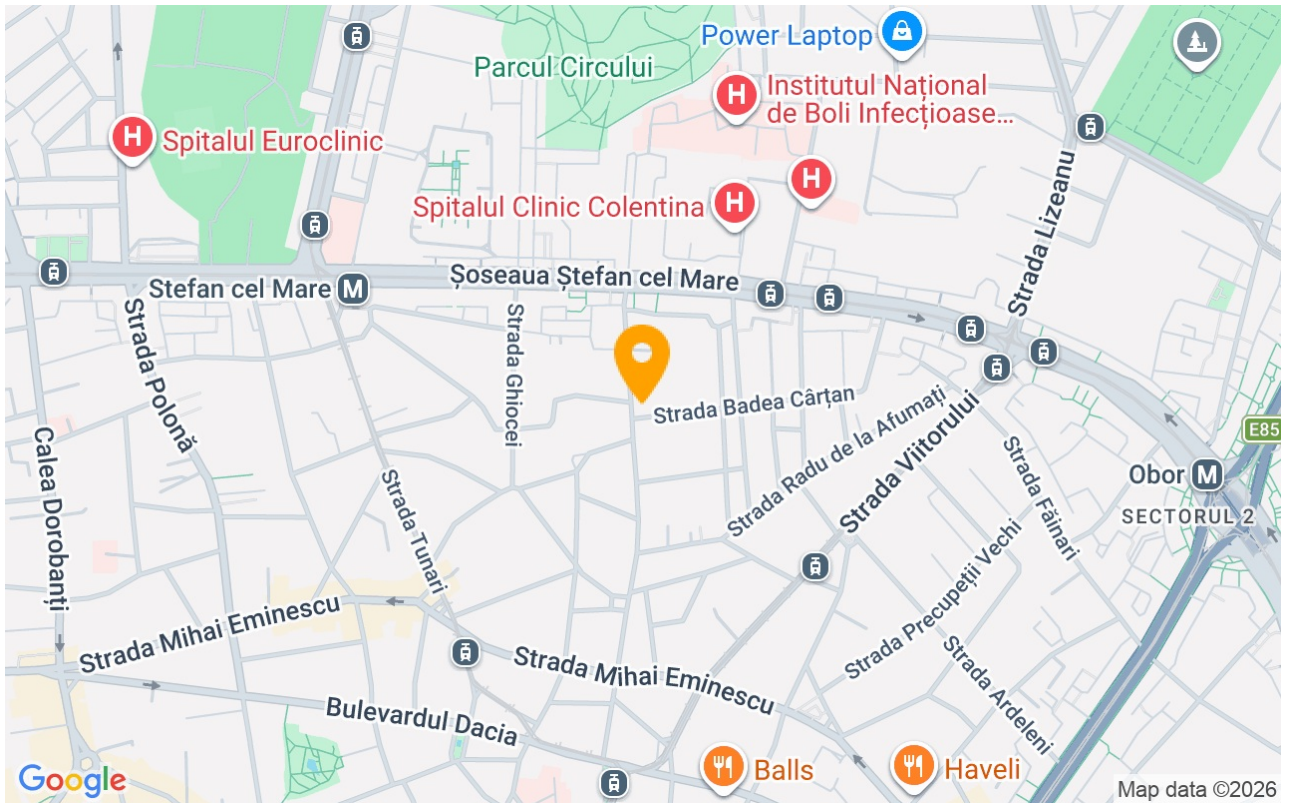 Power Laptop
Parcul Circului
Institutul Național
de Boli Infecțioase...
H
Spitalul Euroclinic
H
H
Spitalul Clinic Colentina
H
Strada Lizeanu
Ștefan cel Mare
M
Șoseaua Ștefan cel Mare
Strada Polonă
Strada Ghiocei
Strada Badea Cârțan
Strada Radu de la Afumați
Strada Viitorului
E85
Calea Dorobanți
Strada Tunari
Strada Făinari
Obor
M
SECTORUL 2
Strada Precupeții Vechi
Strada Mihai Eminescu
Strada Mihai Eminescu
Strada Ardeleni
Bulevardul Dacia
Balls
Haveli
Google
Map data ©2026